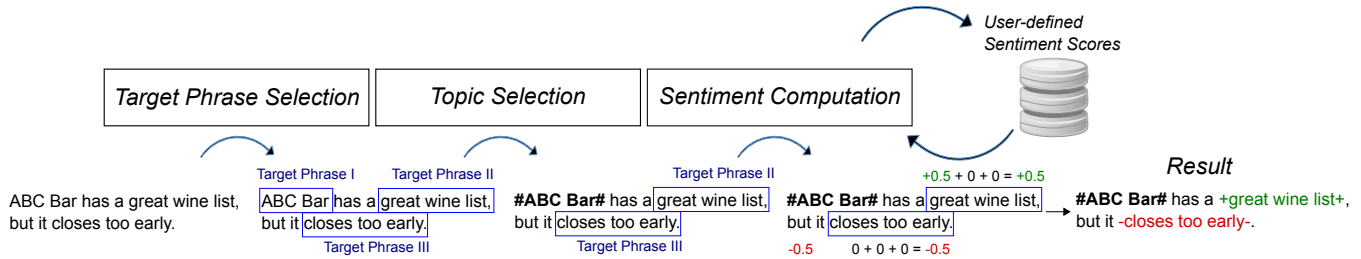 User-defined
Sentiment Scores
Target Phrase Selection
Topic Selection
Sentiment Computation
Result
Target Phrase I
Target Phrase II
Target Phrase II
+0.5 + 0 + 0 = +0.5
ABC Bar has a great wine list,
but it closes too early.
ABC Bar has a great wine list,
but it closes too early.
Target Phrase III
#ABC Bar# has a great wine list,
but it closes too early.
Target Phrase III
#ABC Bar# has a great wine list,
but it closes too early.
-0.5 0 + 0 + 0 = -0.5
#ABC Bar# has a +great wine list+,
but it -closes too early-.